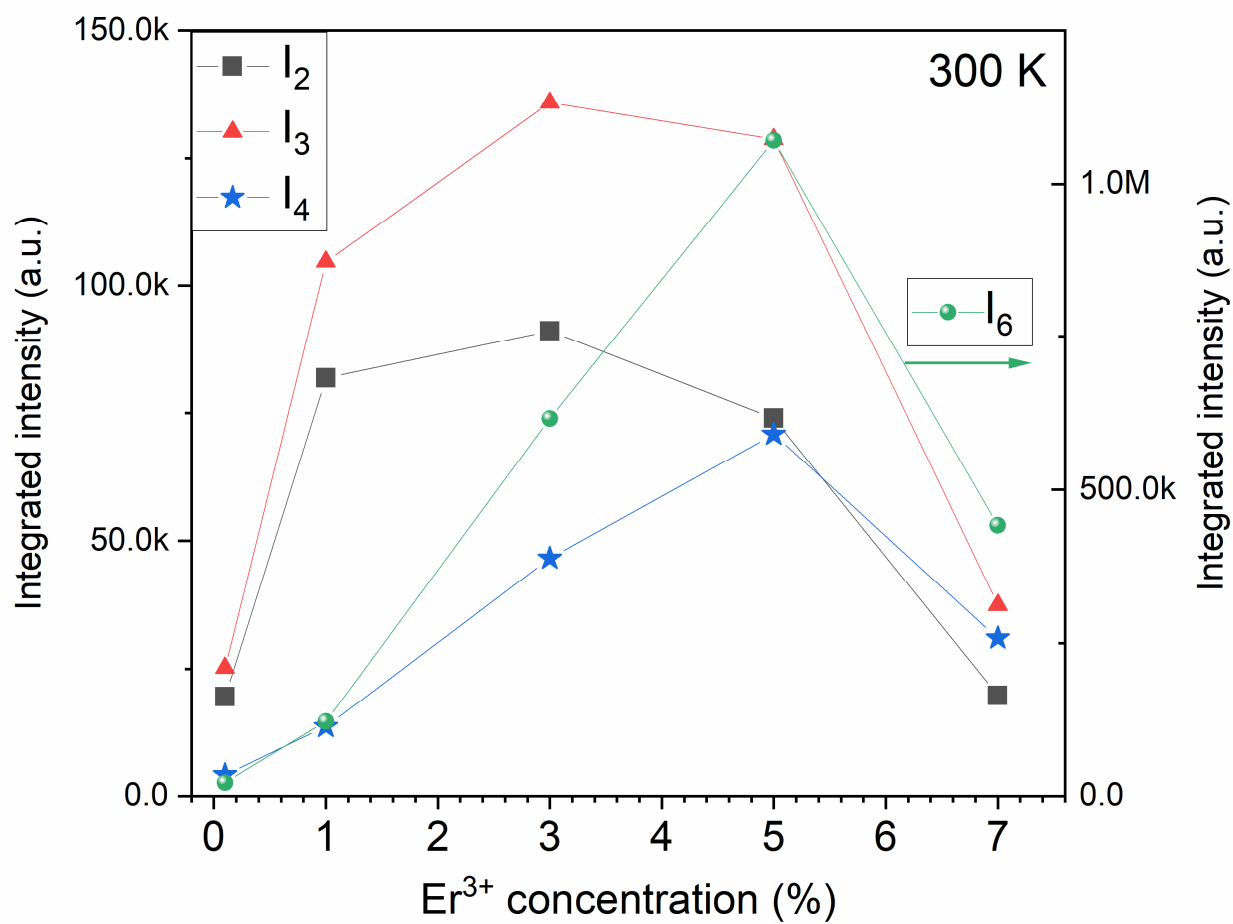 150.0k
100.0k
50.0k
0.0
Integrated intensity (a.u.)
I₂
I₃
I₄
300 K
I₆
1.0M
500.0k
0.0
Integrated intensity (a.u.)
0 1 2 3 4 5 6 7
Er³⁺ concentration (%)